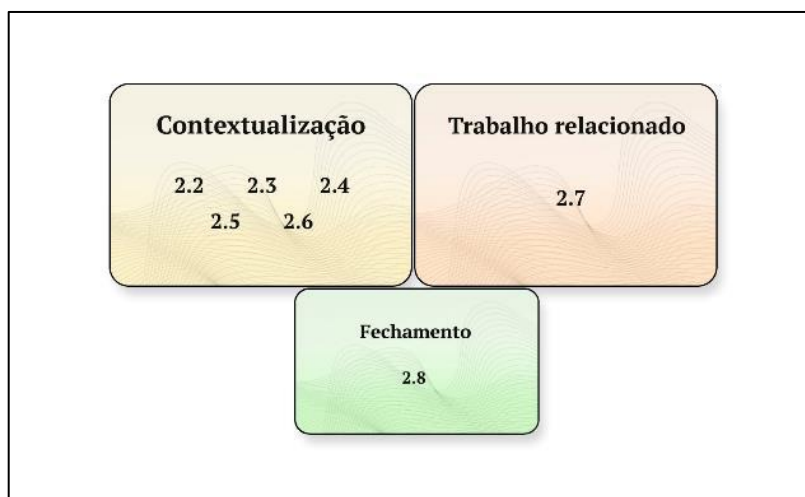 Contextualização
2.2 2.3 2.4
2.5 2.6
Trabalho relacionado
2.7
Fechamento
2.8